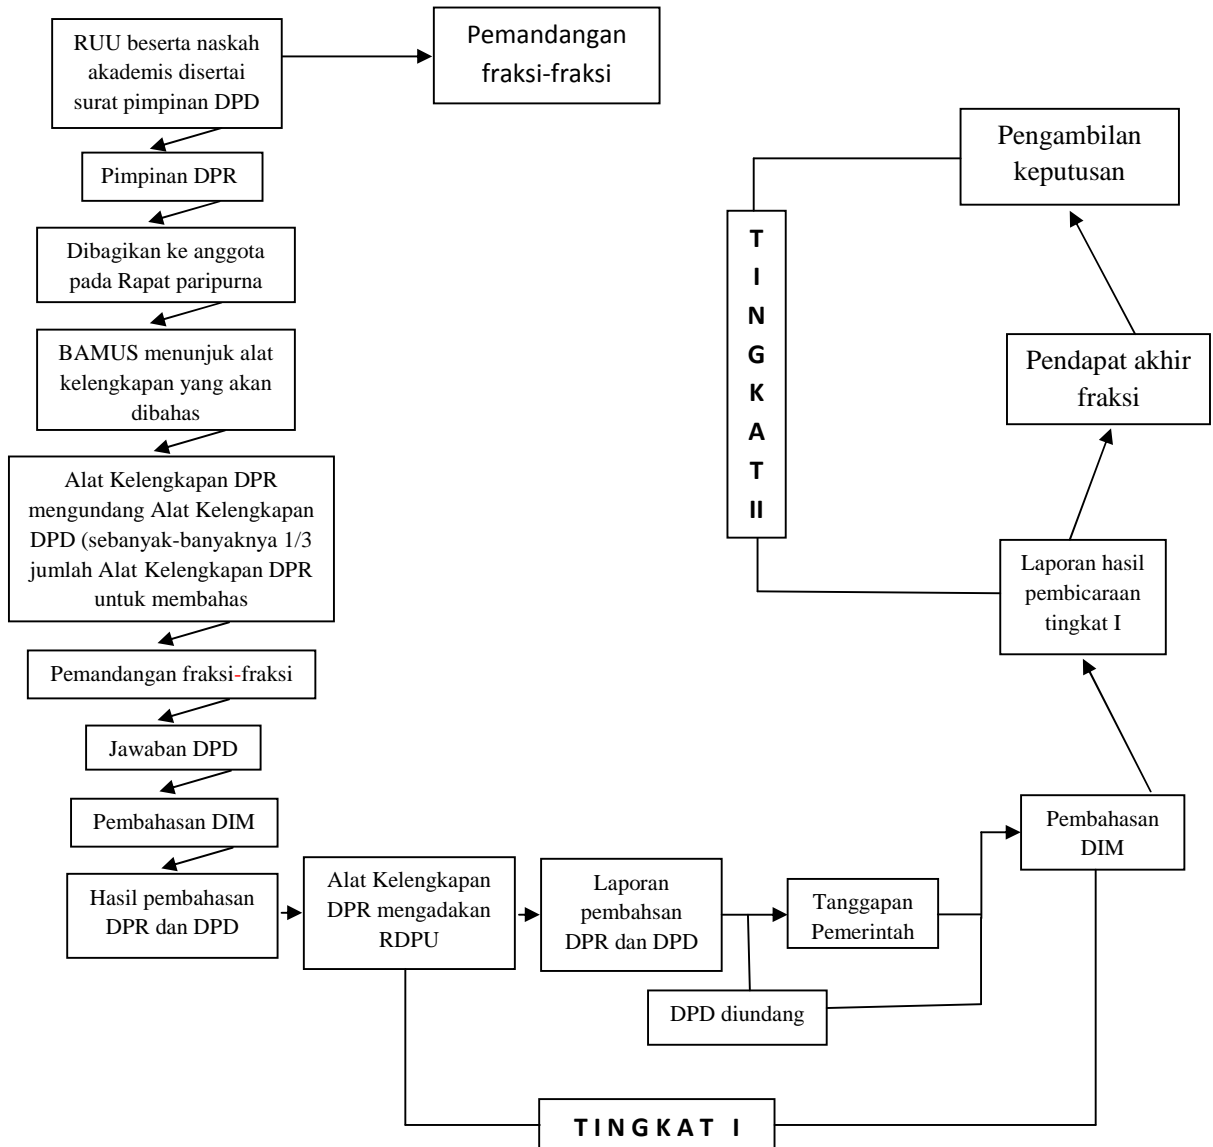 RUU beserta naskah
akademis disertai
surat pimpinan DPD
Pemandangan
fraksi-fraksi
Pimpinan DPR
Dibagikan ke anggota
pada Rapat paripurna
BAMUS menunjuk alat
kelengkapan yang akan
dibahas
Alat Kelengkapan DPR
mengundang Alat Kelengkapan
DPD (sebanyak-banyaknya 1/3
jumlah Alat Kelengkapan DPR
untuk membahas
Pemandangan fraksi-fraksi
Jawaban DPD
Pembahasan DIM
Hasil pembahasan
DPR dan DPD
Alat Kelengkapan
DPR mengadakan
RDPU
Laporan
pembahsan
DPR dan DPD
Tanggapan
Pemerintah
DPD diundang
TINGKAT I
Pembahasan
DIM
Laporan hasil
pembicaraan
tingkat I
Pendapat akhir
fraksi
Pengambilan
keputusan
T
I
N
G
K
A
T
II